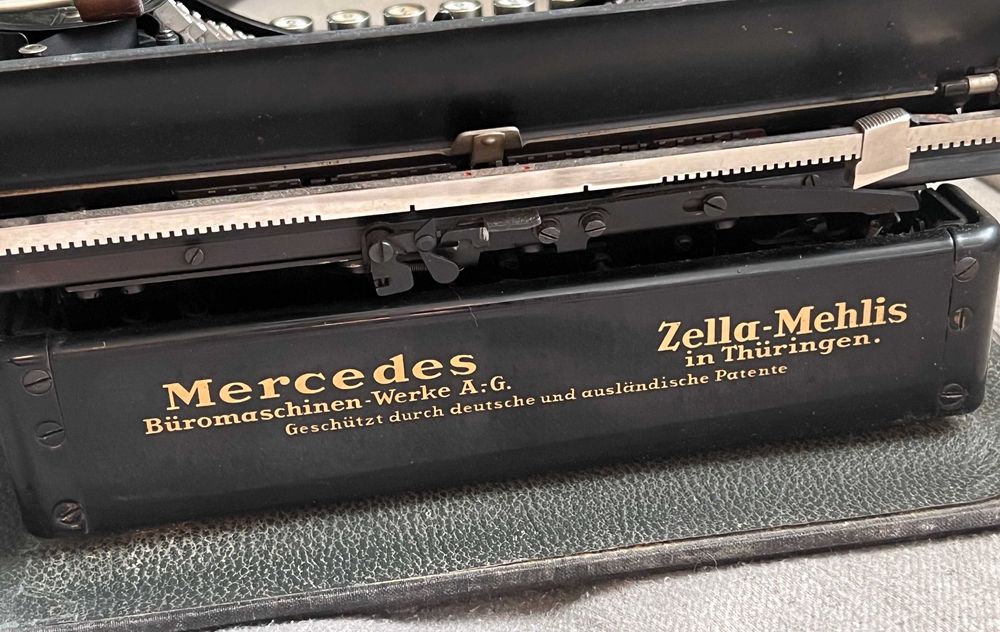 Mercedes
Büromaschinen-Werke A.-G.
Zella-Mehlis
in Thüringen.
Geschützt durch deutsche und ausländische Patente